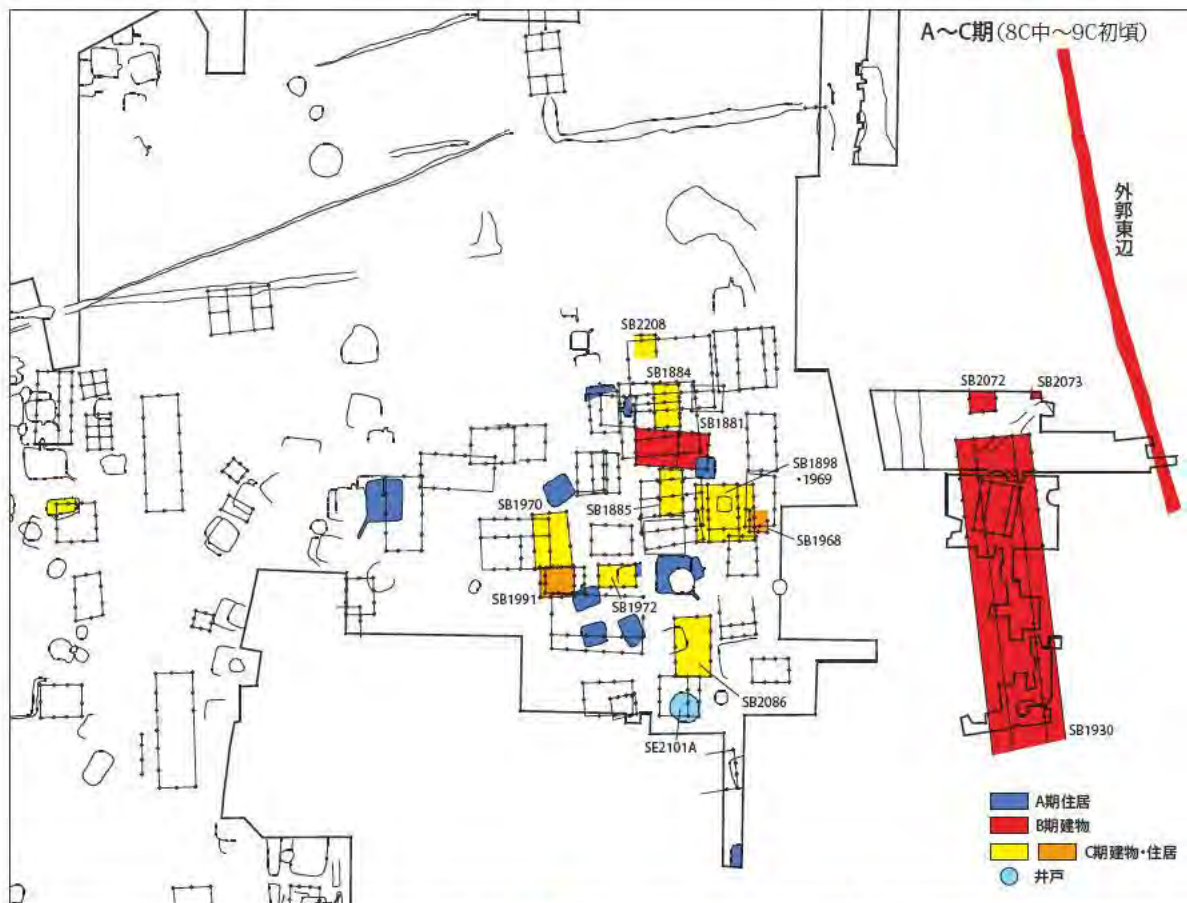 A～C期(8C中～9C初頃)
外郭東辺
SB2208
SB1884
SB2072
SB2073
SB1881
SB1898
・1969
SB1970
SB1885
SB1968
SB1991
SB1972
SB2086
SE2101A
SB1930
A期住居
B期建物
C期建物・住居
井戸